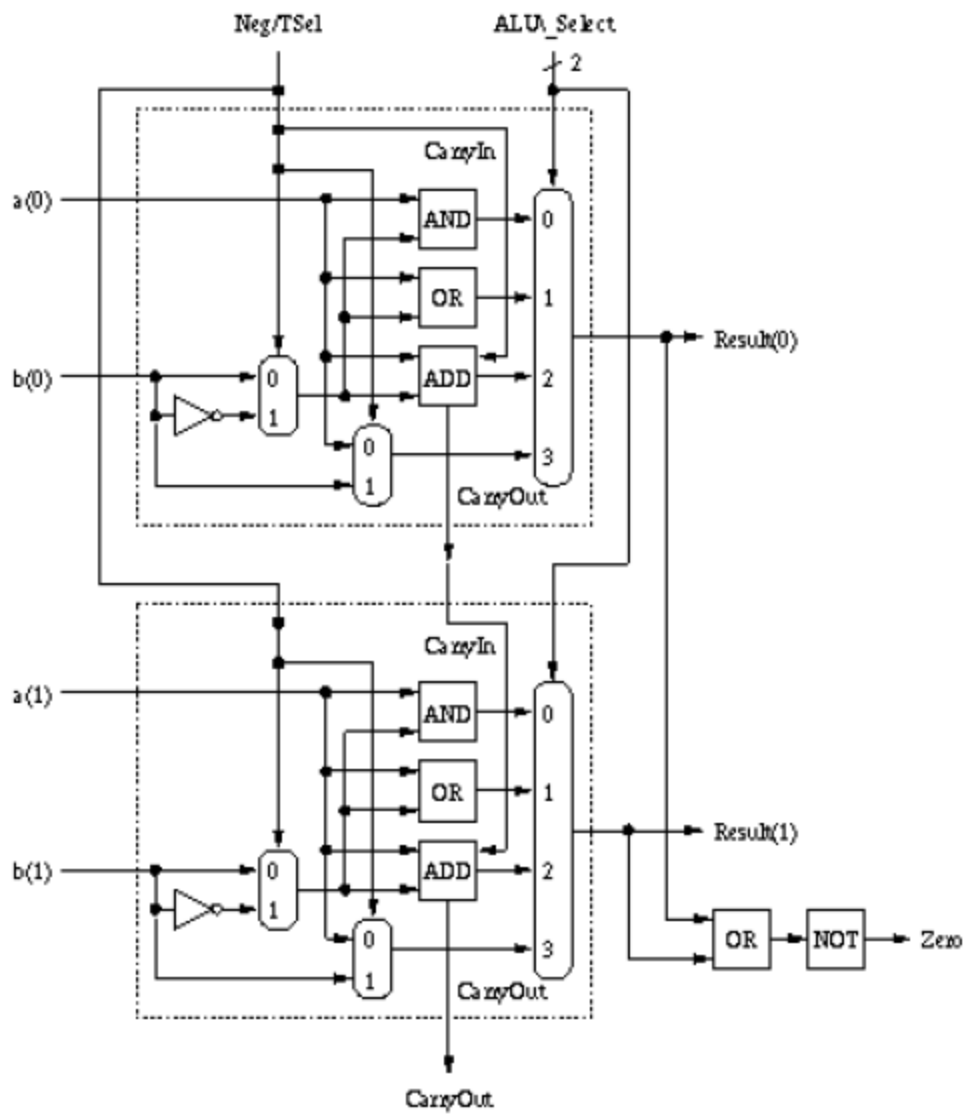 Neg/TSel
ALU\_Select
2
CarryIn
a(0)
AND
0
OR
1
Result(0)
b(0)
0
ADD
2
1
0
3
1
CarryOut
CarryIn
a(1)
AND
0
OR
1
Result(1)
b(1)
0
ADD
2
1
0
3
OR
NOT
Zero
1
CarryOut
CarryOut